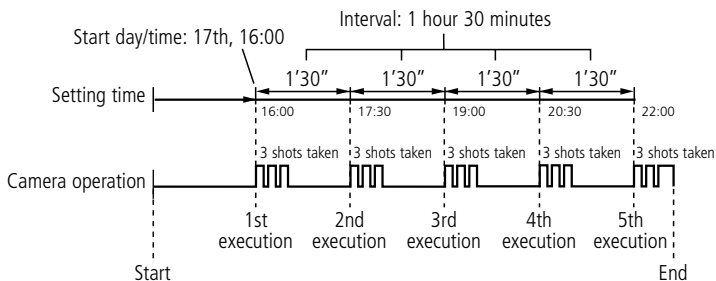 Interval: 1 hour 30 minutes
Start day/time: 17th, 16:00
1’30” 1’30” 1’30” 1’30”
Setting time
16:00 17:30 19:00 20:30 22:00
3 shots taken 3 shots taken 3 shots taken 3 shots taken 3 shots taken
Camera operation
1st 2nd 3rd 4th 5th
execution execution execution execution execution
Start End